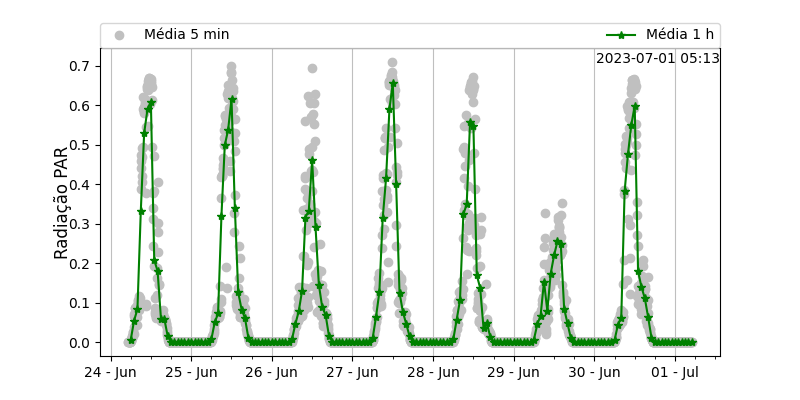 Média 5 min
Média 1 h
2023-07-01 05:13
Radiação PAR
0.7
0.6
0.5
0.4
0.3
0.2
0.1
0.0
24 - Jun
25 - Jun
26 - Jun
27 - Jun
28 - Jun
29 - Jun
30 - Jun
01 - Jul